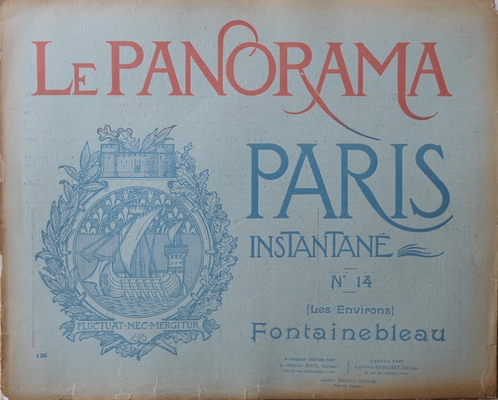 LE PANORAMA
PARIS
INSTANTANÉ
N° 14
(Les Environs)
Fontainebleau
FLUCTUAT·NEC·MERGITUR